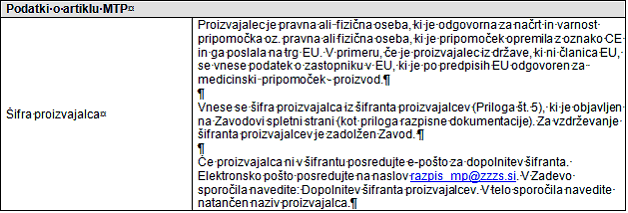 Podatki o artiklu MTP¤
Proizvajalec je pravna ali fizična oseba, ki je odgovorna za načrt in varnost
pripomočka oz. pravna ali fizična oseba, ki je pripomoček opremila z oznako CE
in ga poslala na trg EU. V primeru, če je proizvajalec iz države, ki ni članica EU,
se vnese podatek o zastopniku v EU, ki je po predpisih EU odgovoren za
medicinski pripomoček - proizvod.¶
¶
Šifra proizvajalca¤
Vnese se šifra proizvajalca iz šifranta proizvajalcev (Priloga št. 5), ki je objavljen
na Zavodovi spletni strani (kot priloga razpisne dokumentacije). Za vzdrževanje
šifranta proizvajalcev je zadolžen Zavod.¶
¶
Če proizvajalca ni v šifrantu posredujte e-pošto za dopolnitev šifranta.
Elektronsko pošto posredujte na naslov razpis_mp@zzzs.si. V Zadevo
sporočila navedite: Dopolnitev šifranta proizvajalcev. V telo sporočila navedite
natančen naziv proizvajalca.¶